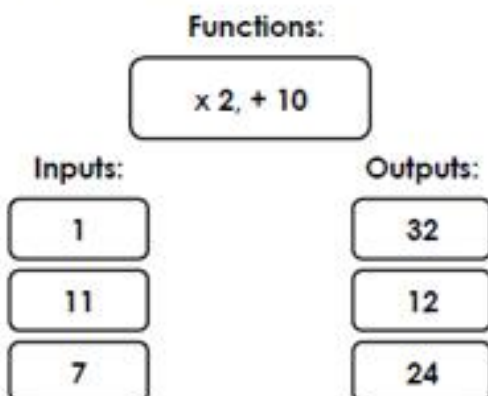 Functions:
x 2, + 10
Inputs: Outputs:
1 32
11 12
7 24